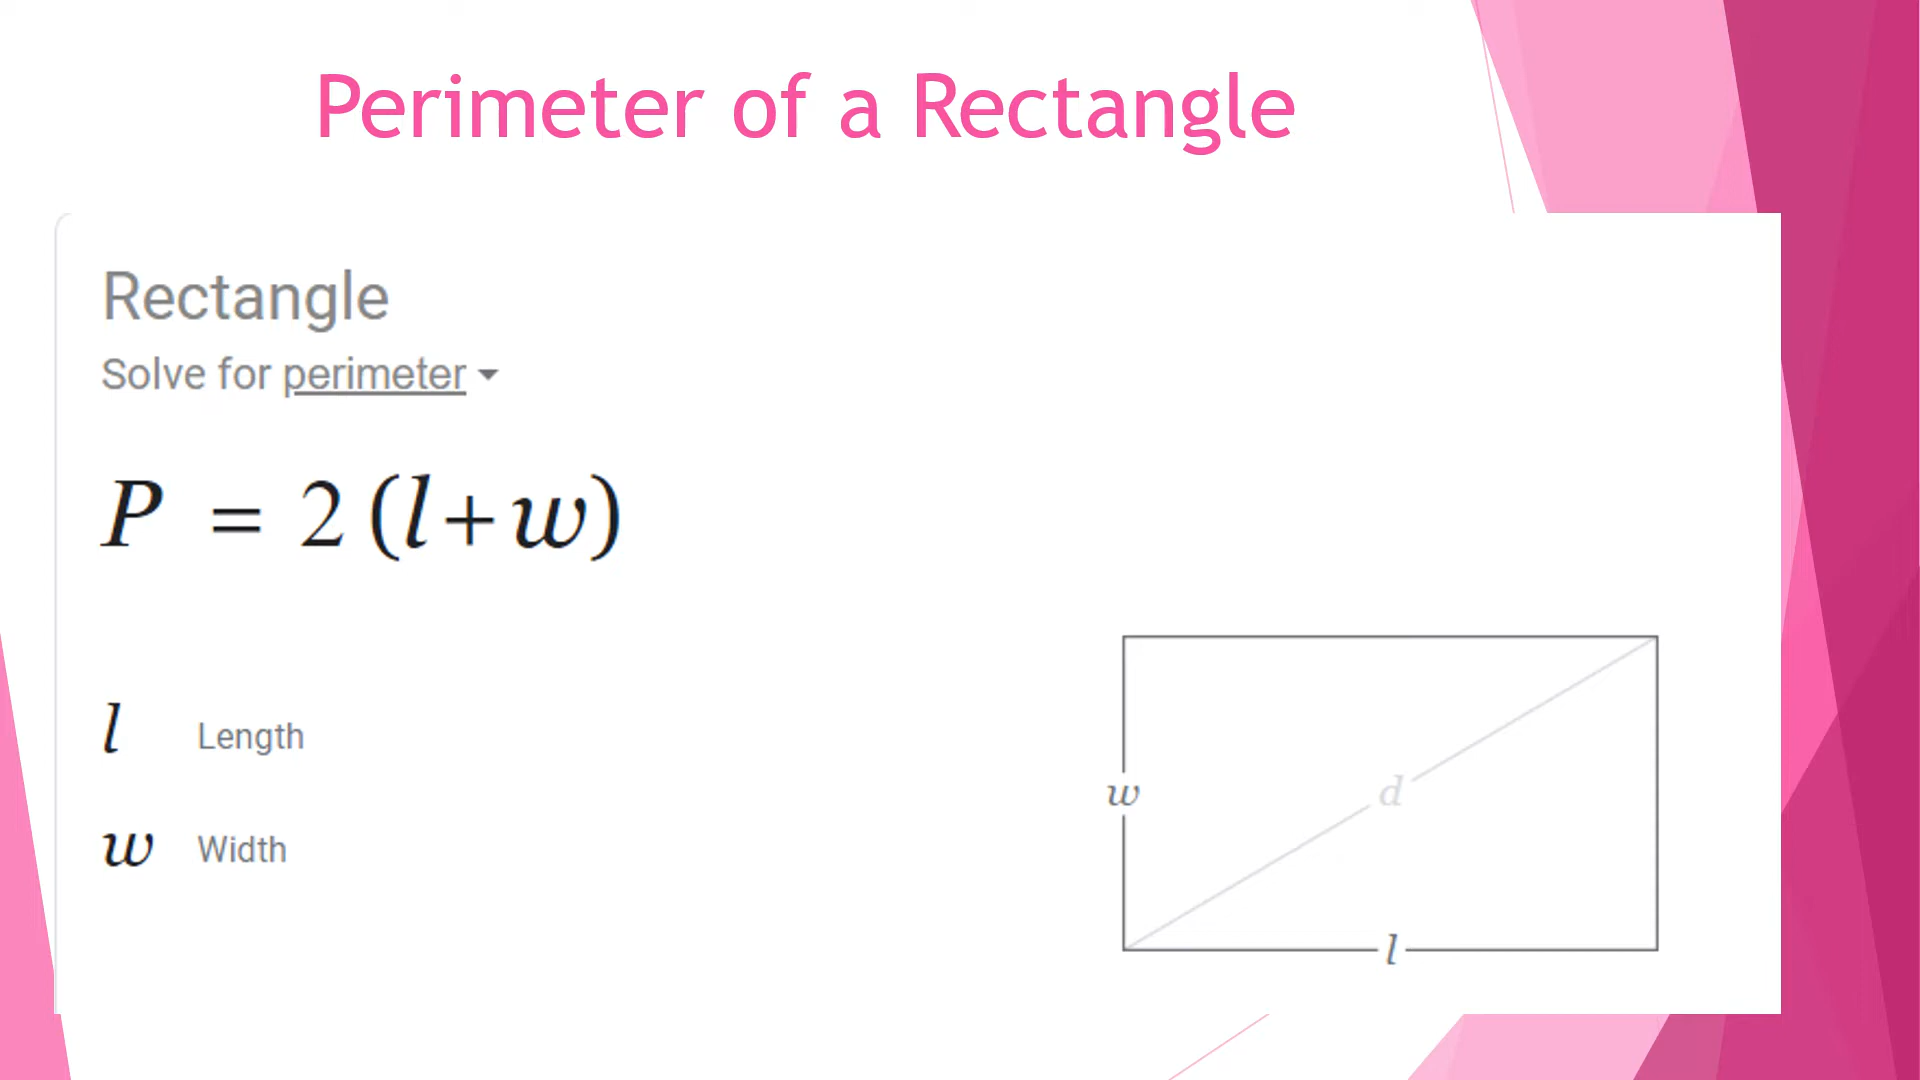 Perimeter of a Rectangle
Rectangle
Solve for perimeter
P = 2 (l+w)
l Length
w Width
w
d
l